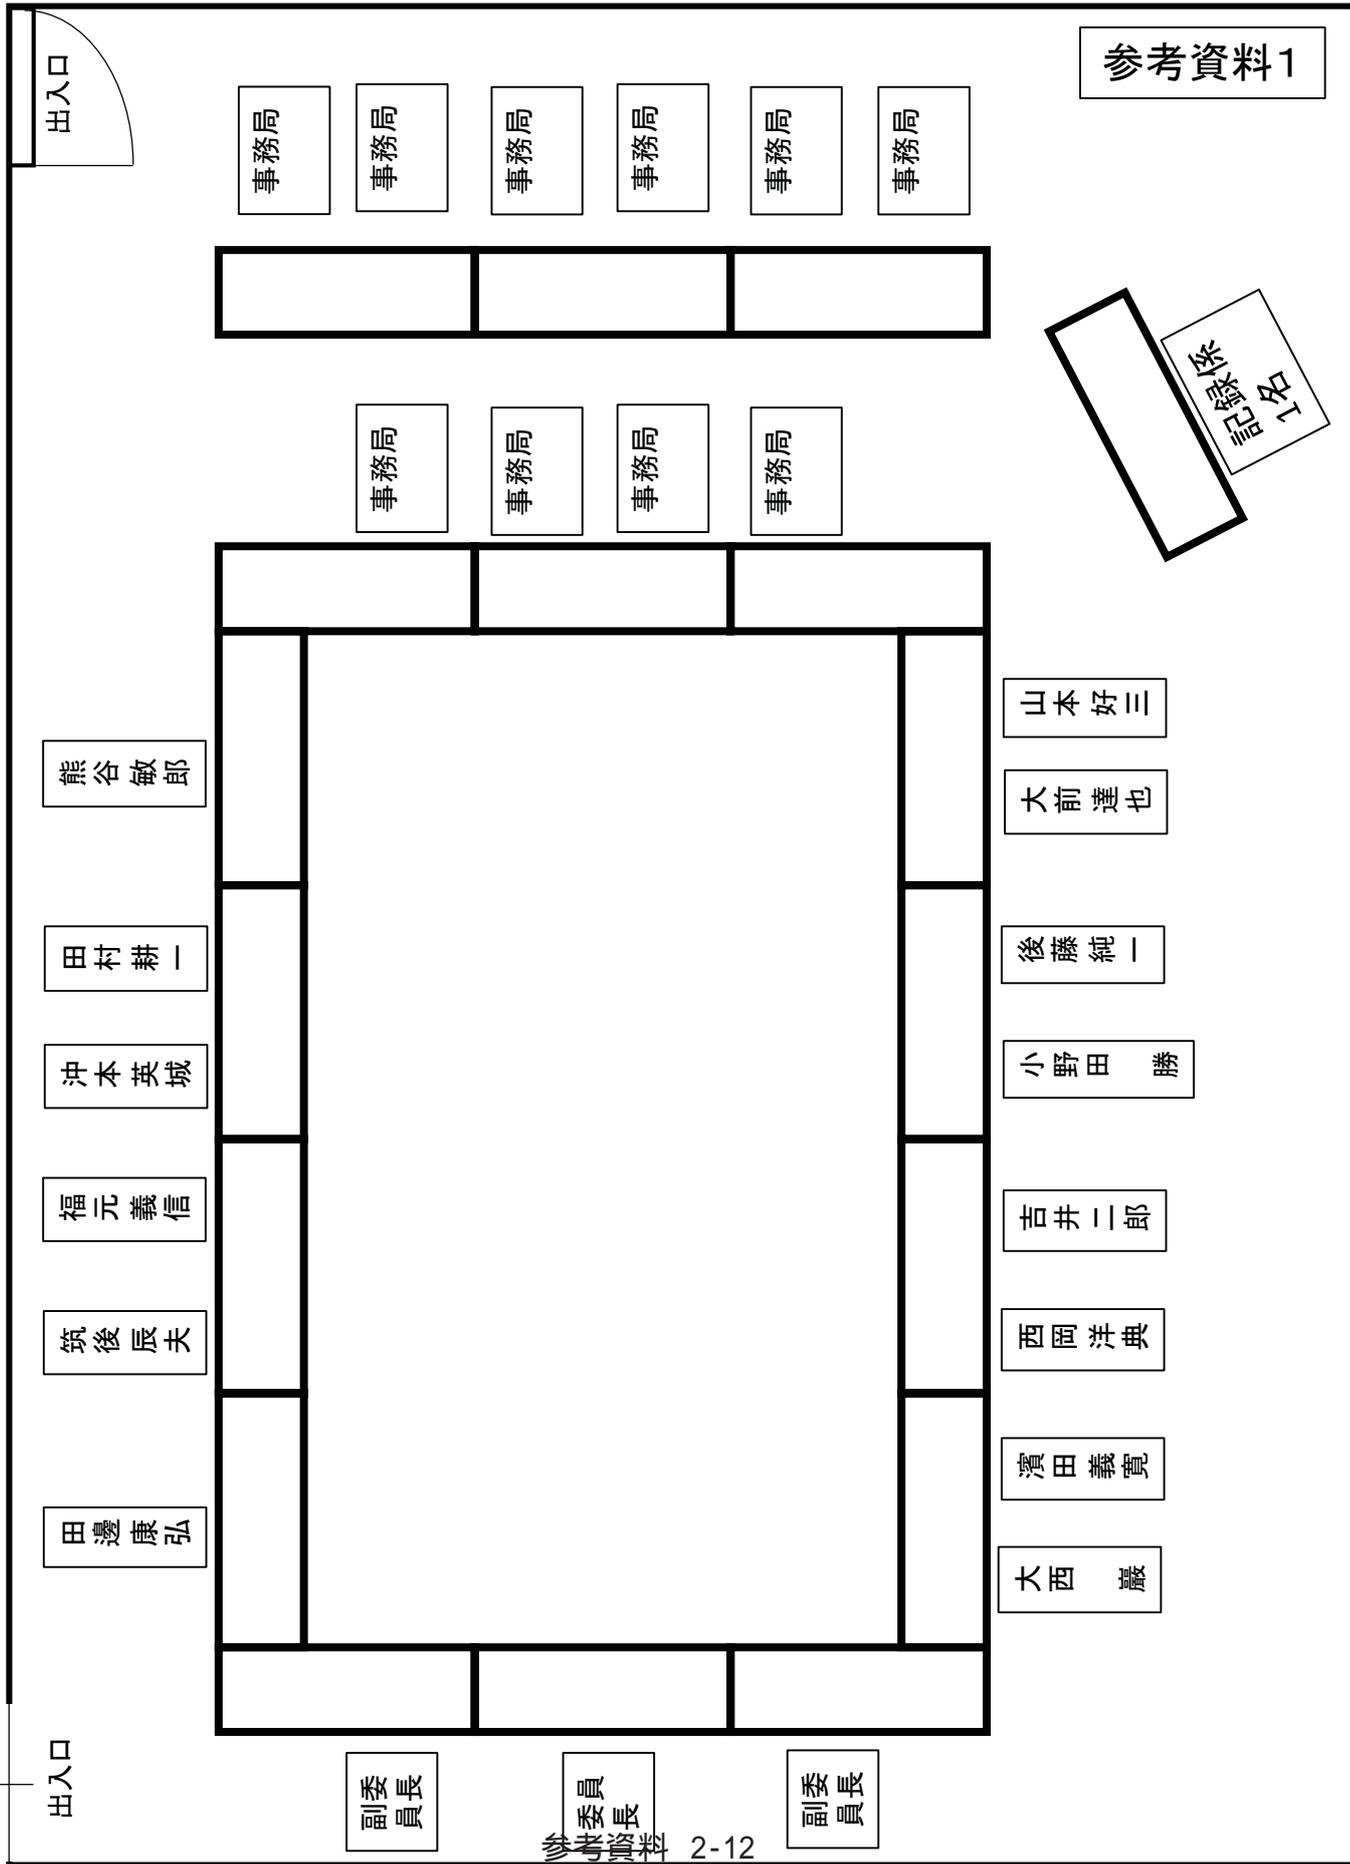 参考資料1
出入口
事務局
事務局
事務局
事務局
事務局
事務局
記録係
1名
事務局
事務局
事務局
事務局
熊谷敏郎
田村耕一
沖本英城
福元義信
筑後辰夫
田邊康弘
山本好三
大前達也
後藤純一
小野田　勝
吉井二郎
西岡洋典
濱田義寛
大西　巖
出入口
副委
員長
委員
長
副委
員長
参考資料 2-12